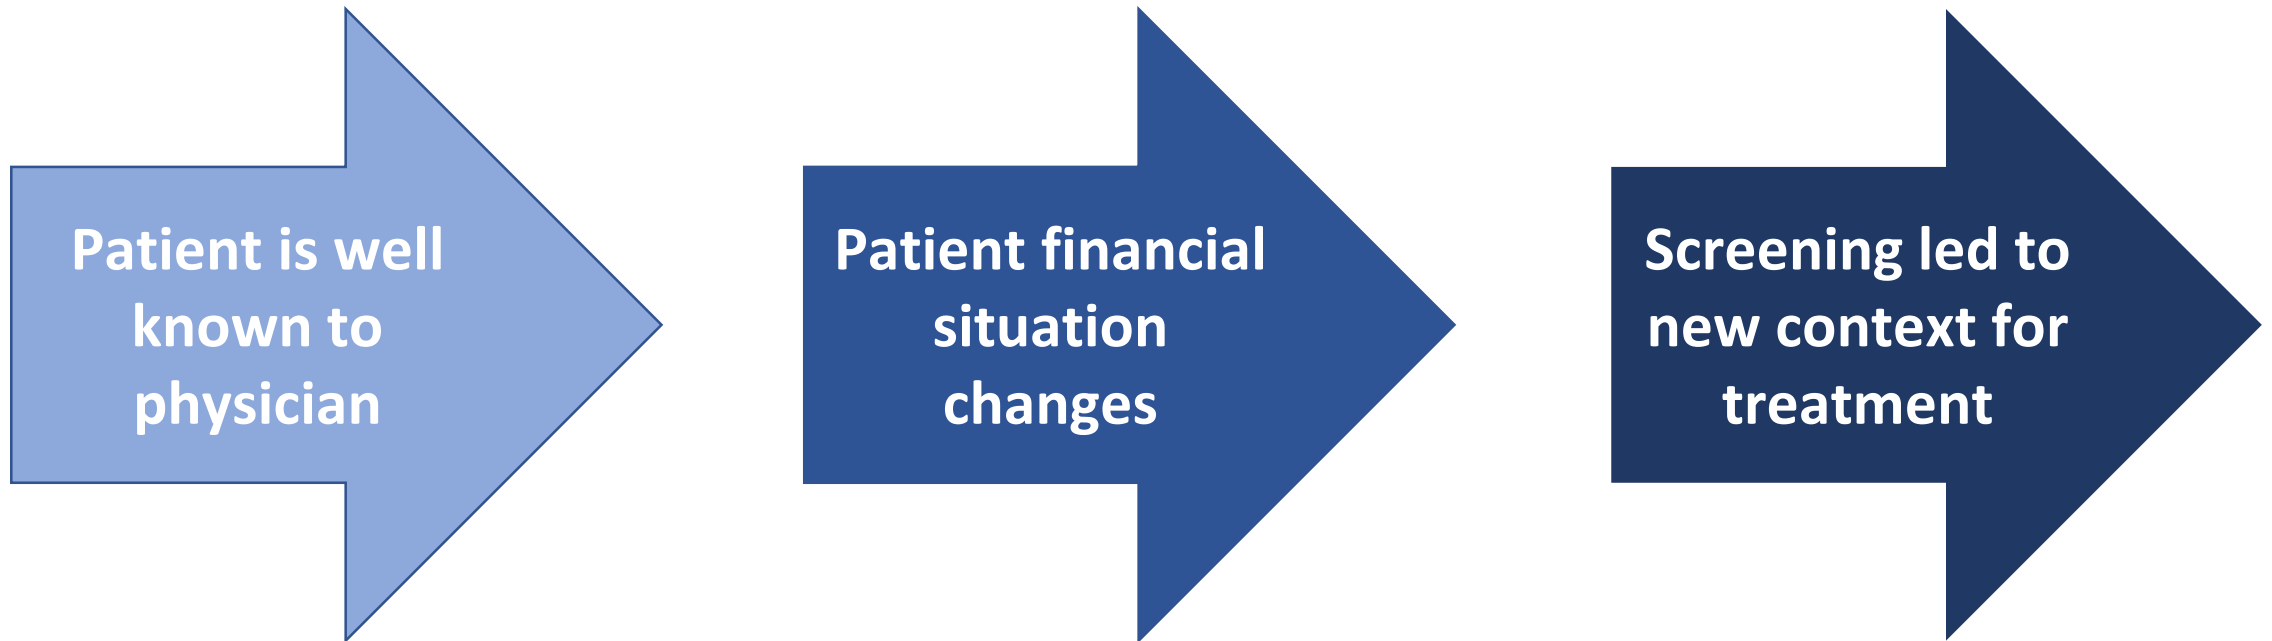 Patient is well
known to
physician
Patient financial
situation
changes
Screening led to
new context for
treatment